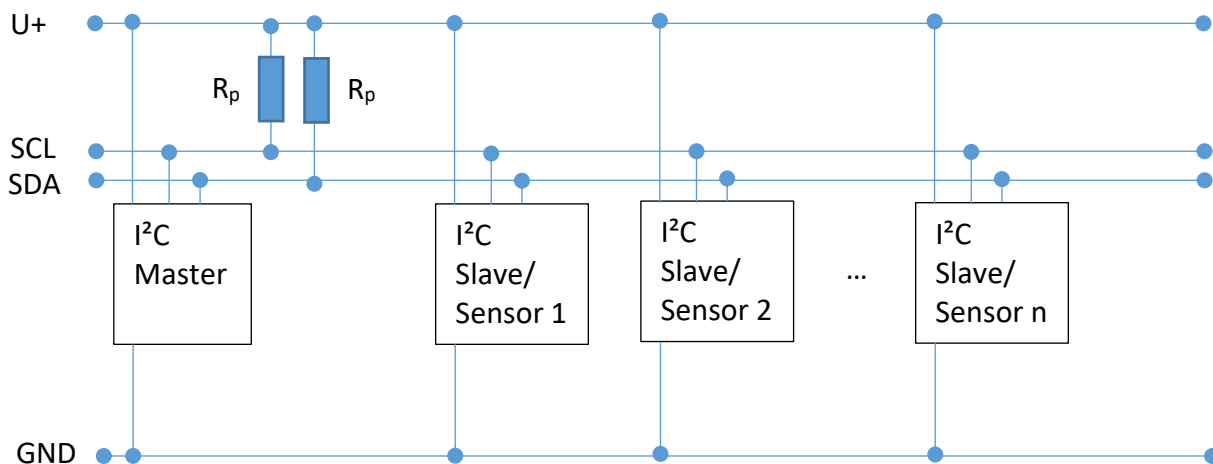 U+
Rₚ
Rₚ
SCL
SDA
I²C
Master
I²C
Slave/
Sensor 1
I²C
Slave/
Sensor 2
...
I²C
Slave/
Sensor n
GND